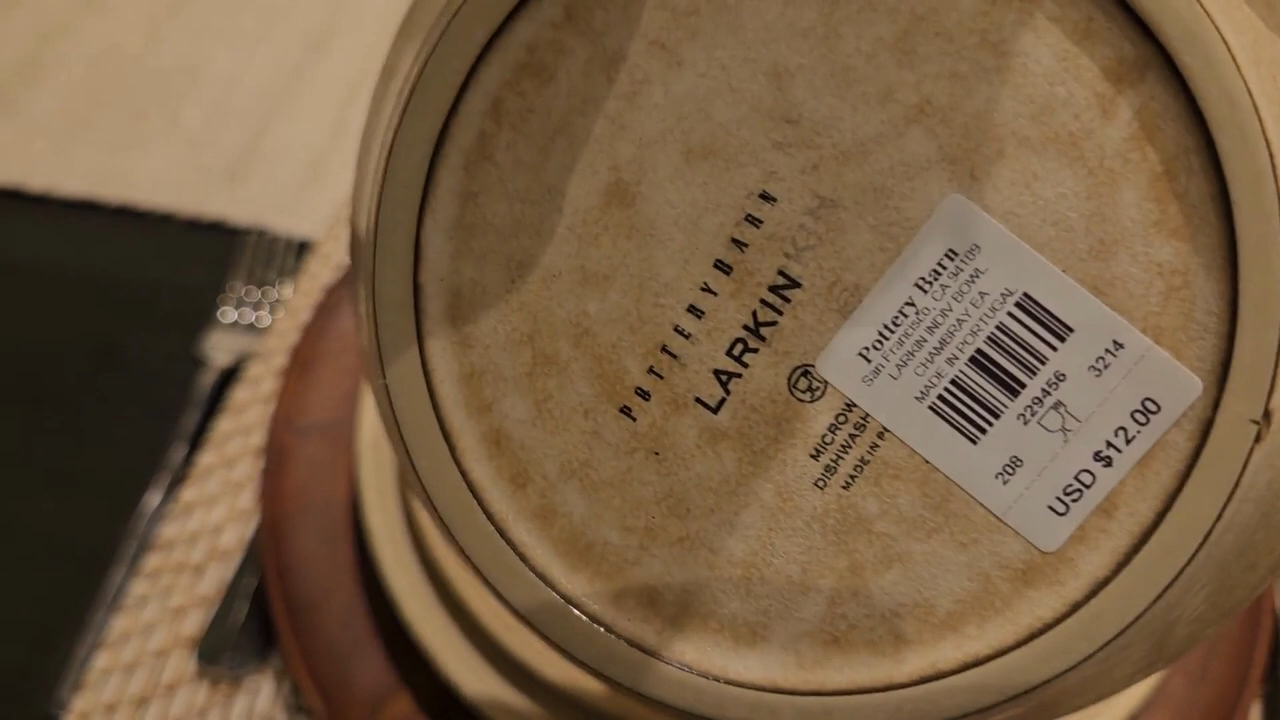 POTTERYBARN
LARKIN
MICROW
DISHWASH
MADE IN P
Pottery Barn
San Francisco, CA 94109
LARKIN INDIV BOWL
CHAMBRAY EA
MADE IN PORTUGAL
229456
208 3214
USD $12.00